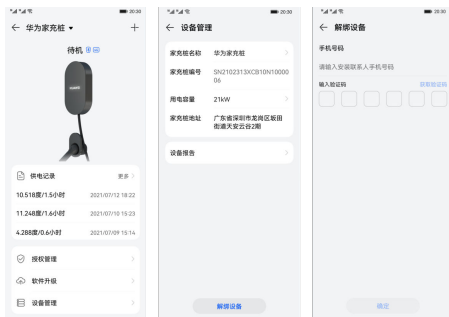 20:30
华为家充桩
待机
HUAWEI
供电记录
更多
10.518度/1.5小时
2021/07/12 18:22
11.248度/1.6小时
2021/07/10 15:23
4.288度/0.6小时
2021/07/09 15:14
授权管理
软件升级
设备管理
20:30
设备管理
家充桩名称
华为家充桩
家充桩编号
SN2102313XCB10N10000
06
用电容量
21kW
家充桩地址
广东省深圳市龙岗区坂田
街道天安云谷2期
设备报告
解绑设备
20:30
解绑设备
手机号码
请输入安装联系人手机号码
输入验证码
获取验证码
确定